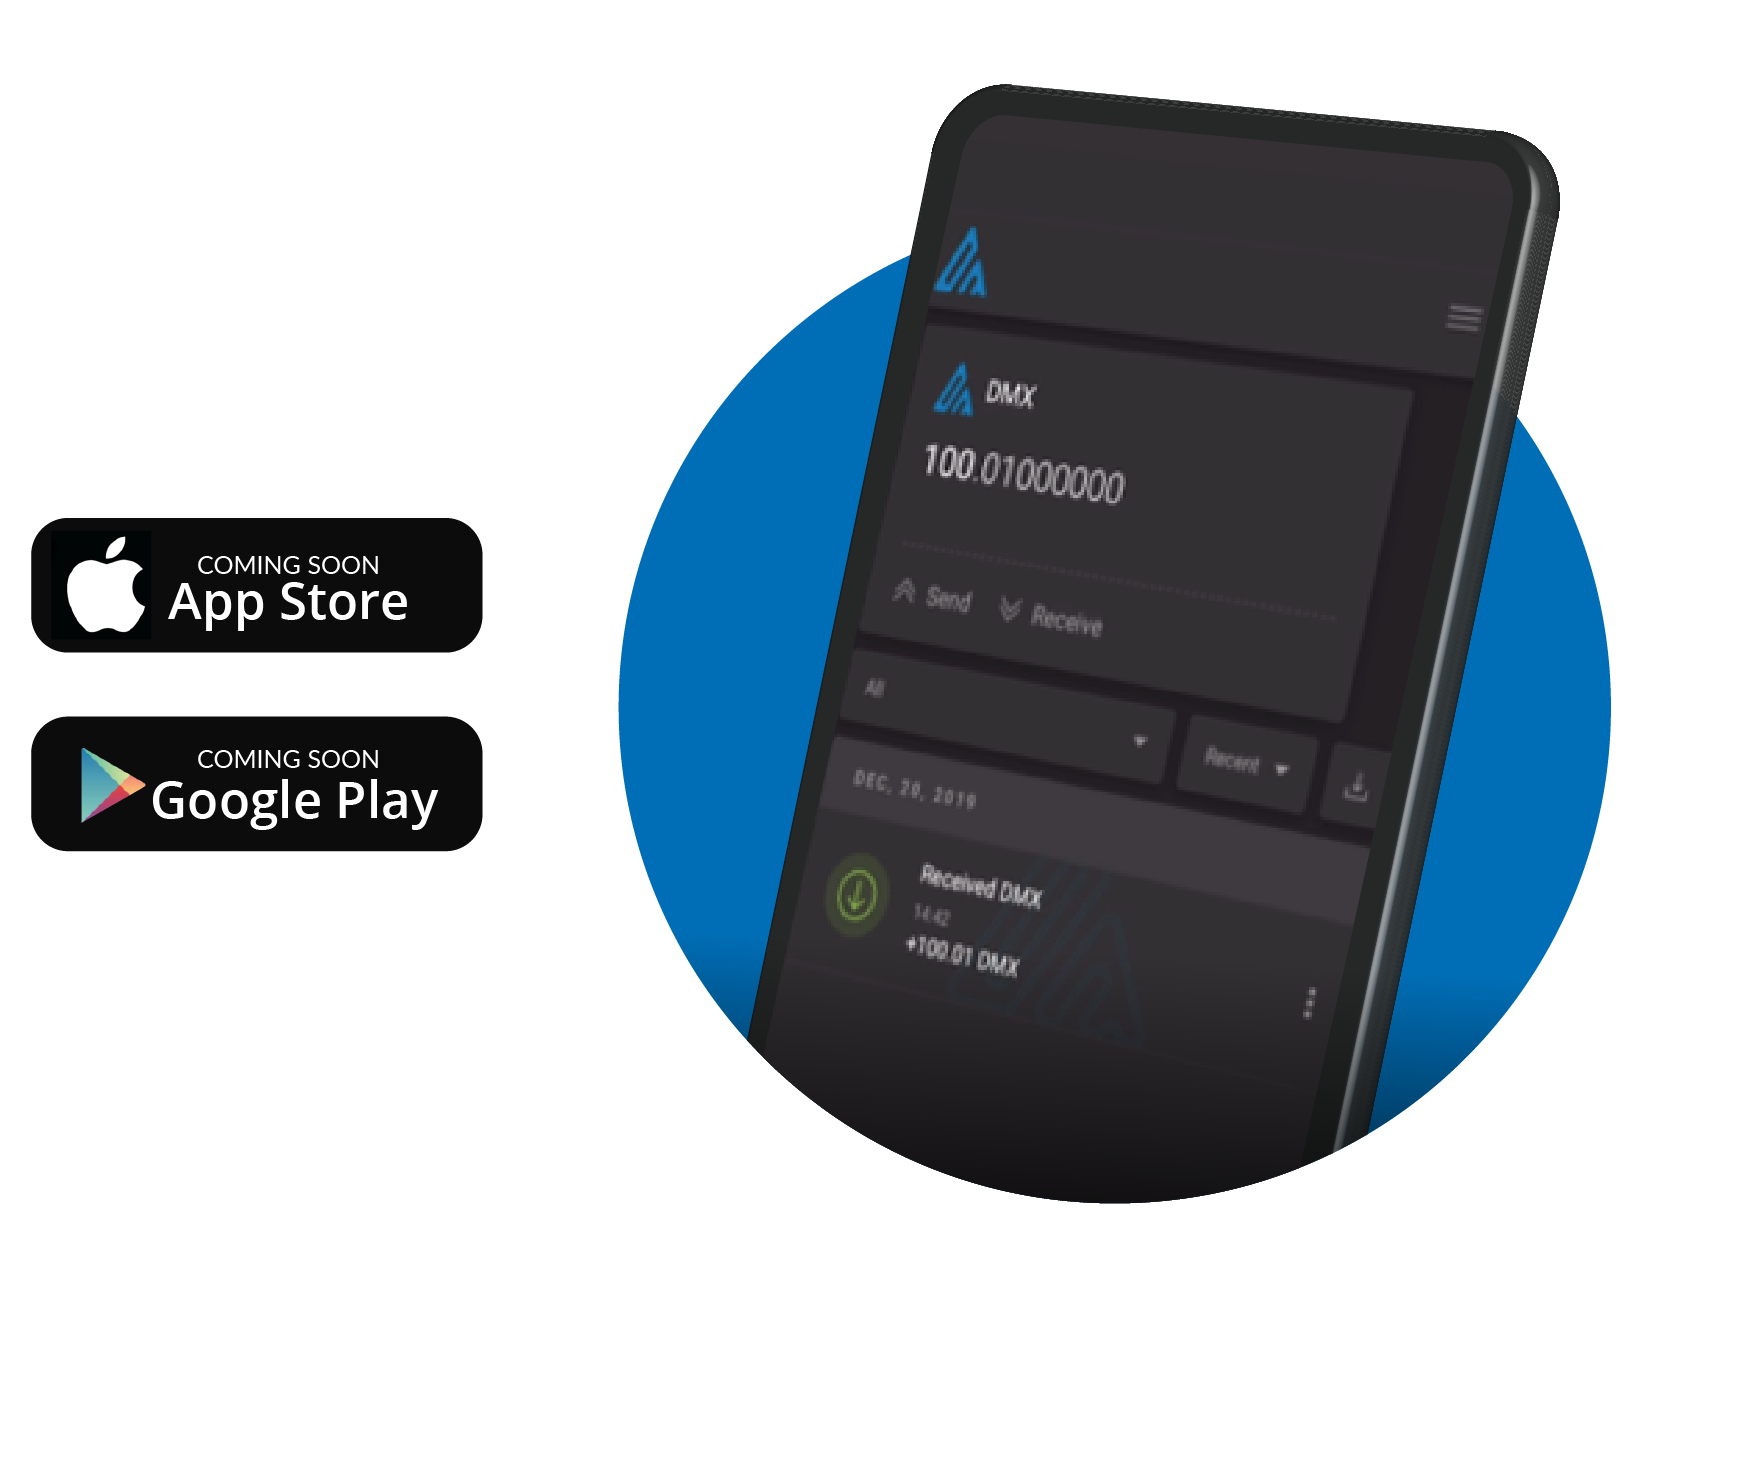 COMING SOON
App Store
COMING SOON
Google Play
DMX
100.01000000
Send Receive
All
Recent
DEC, 20, 2019
Received DMX
14:42
+100.01 DMX